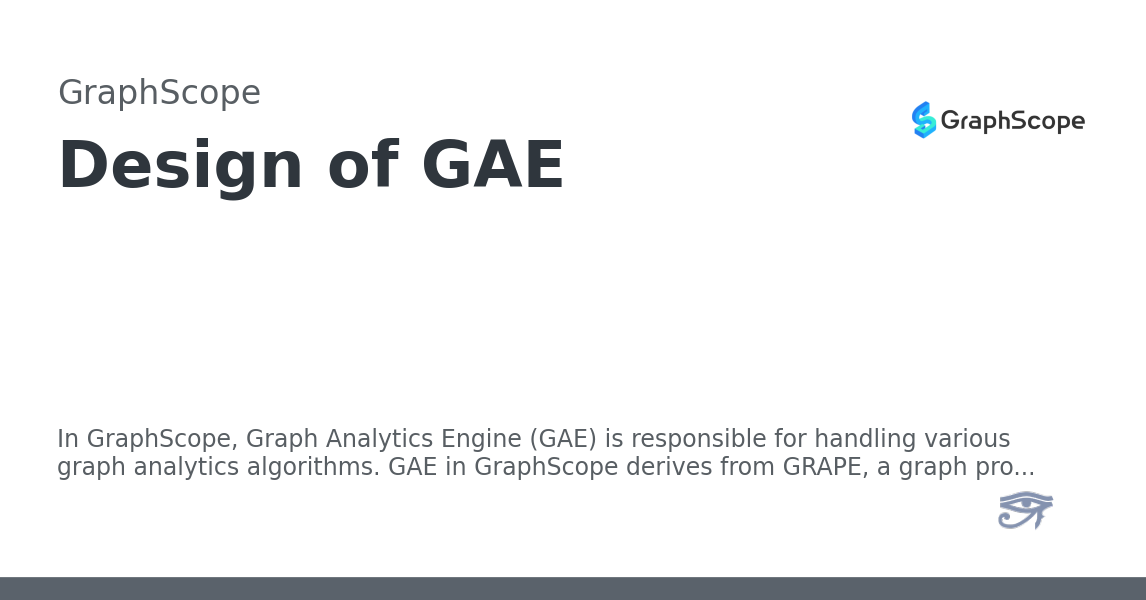 GraphScope
GraphScope
Design of GAE
In GraphScope, Graph Analytics Engine (GAE) is responsible for handling various
graph analytics algorithms. GAE in GraphScope derives from GRAPE, a graph pro...